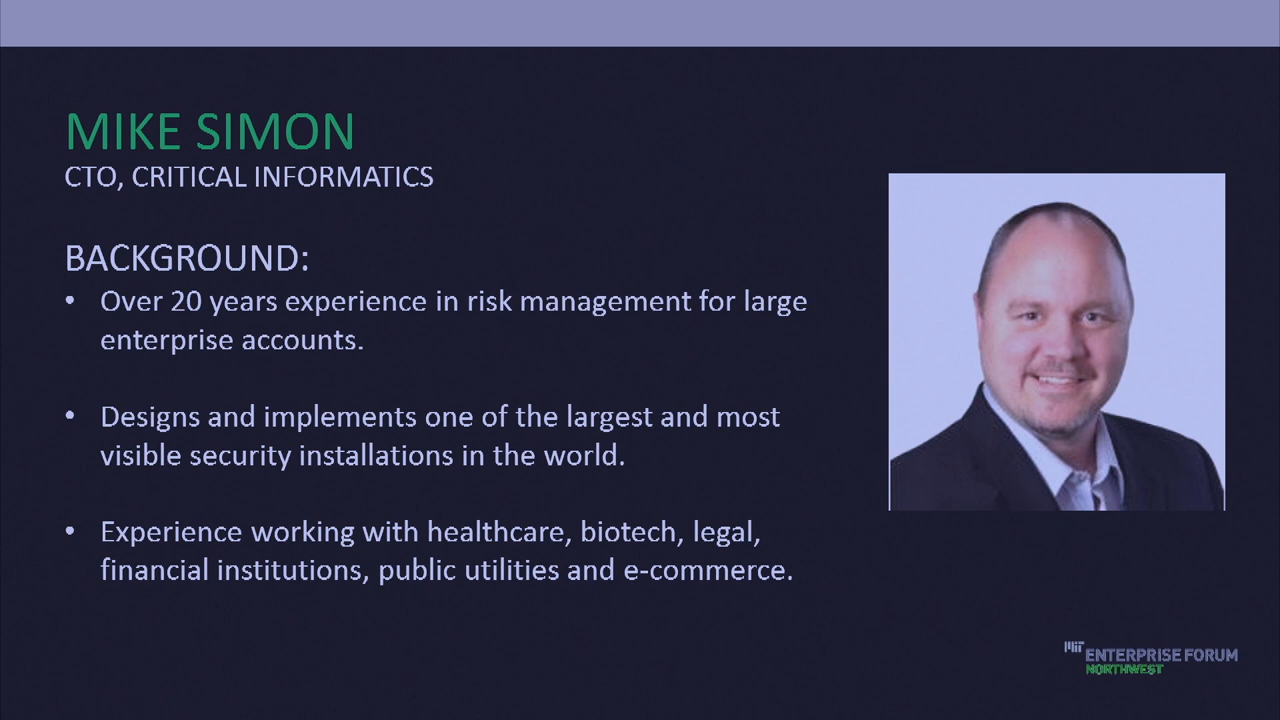 MIKE SIMON
CTO, CRITICAL INFORMATICS
BACKGROUND:
• Over 20 years experience in risk management for large
enterprise accounts.
• Designs and implements one of the largest and most
visible security installations in the world.
• Experience working with healthcare, biotech, legal,
financial institutions, public utilities and e-commerce.
MIT ENTERPRISE FORUM
NORTHWEST